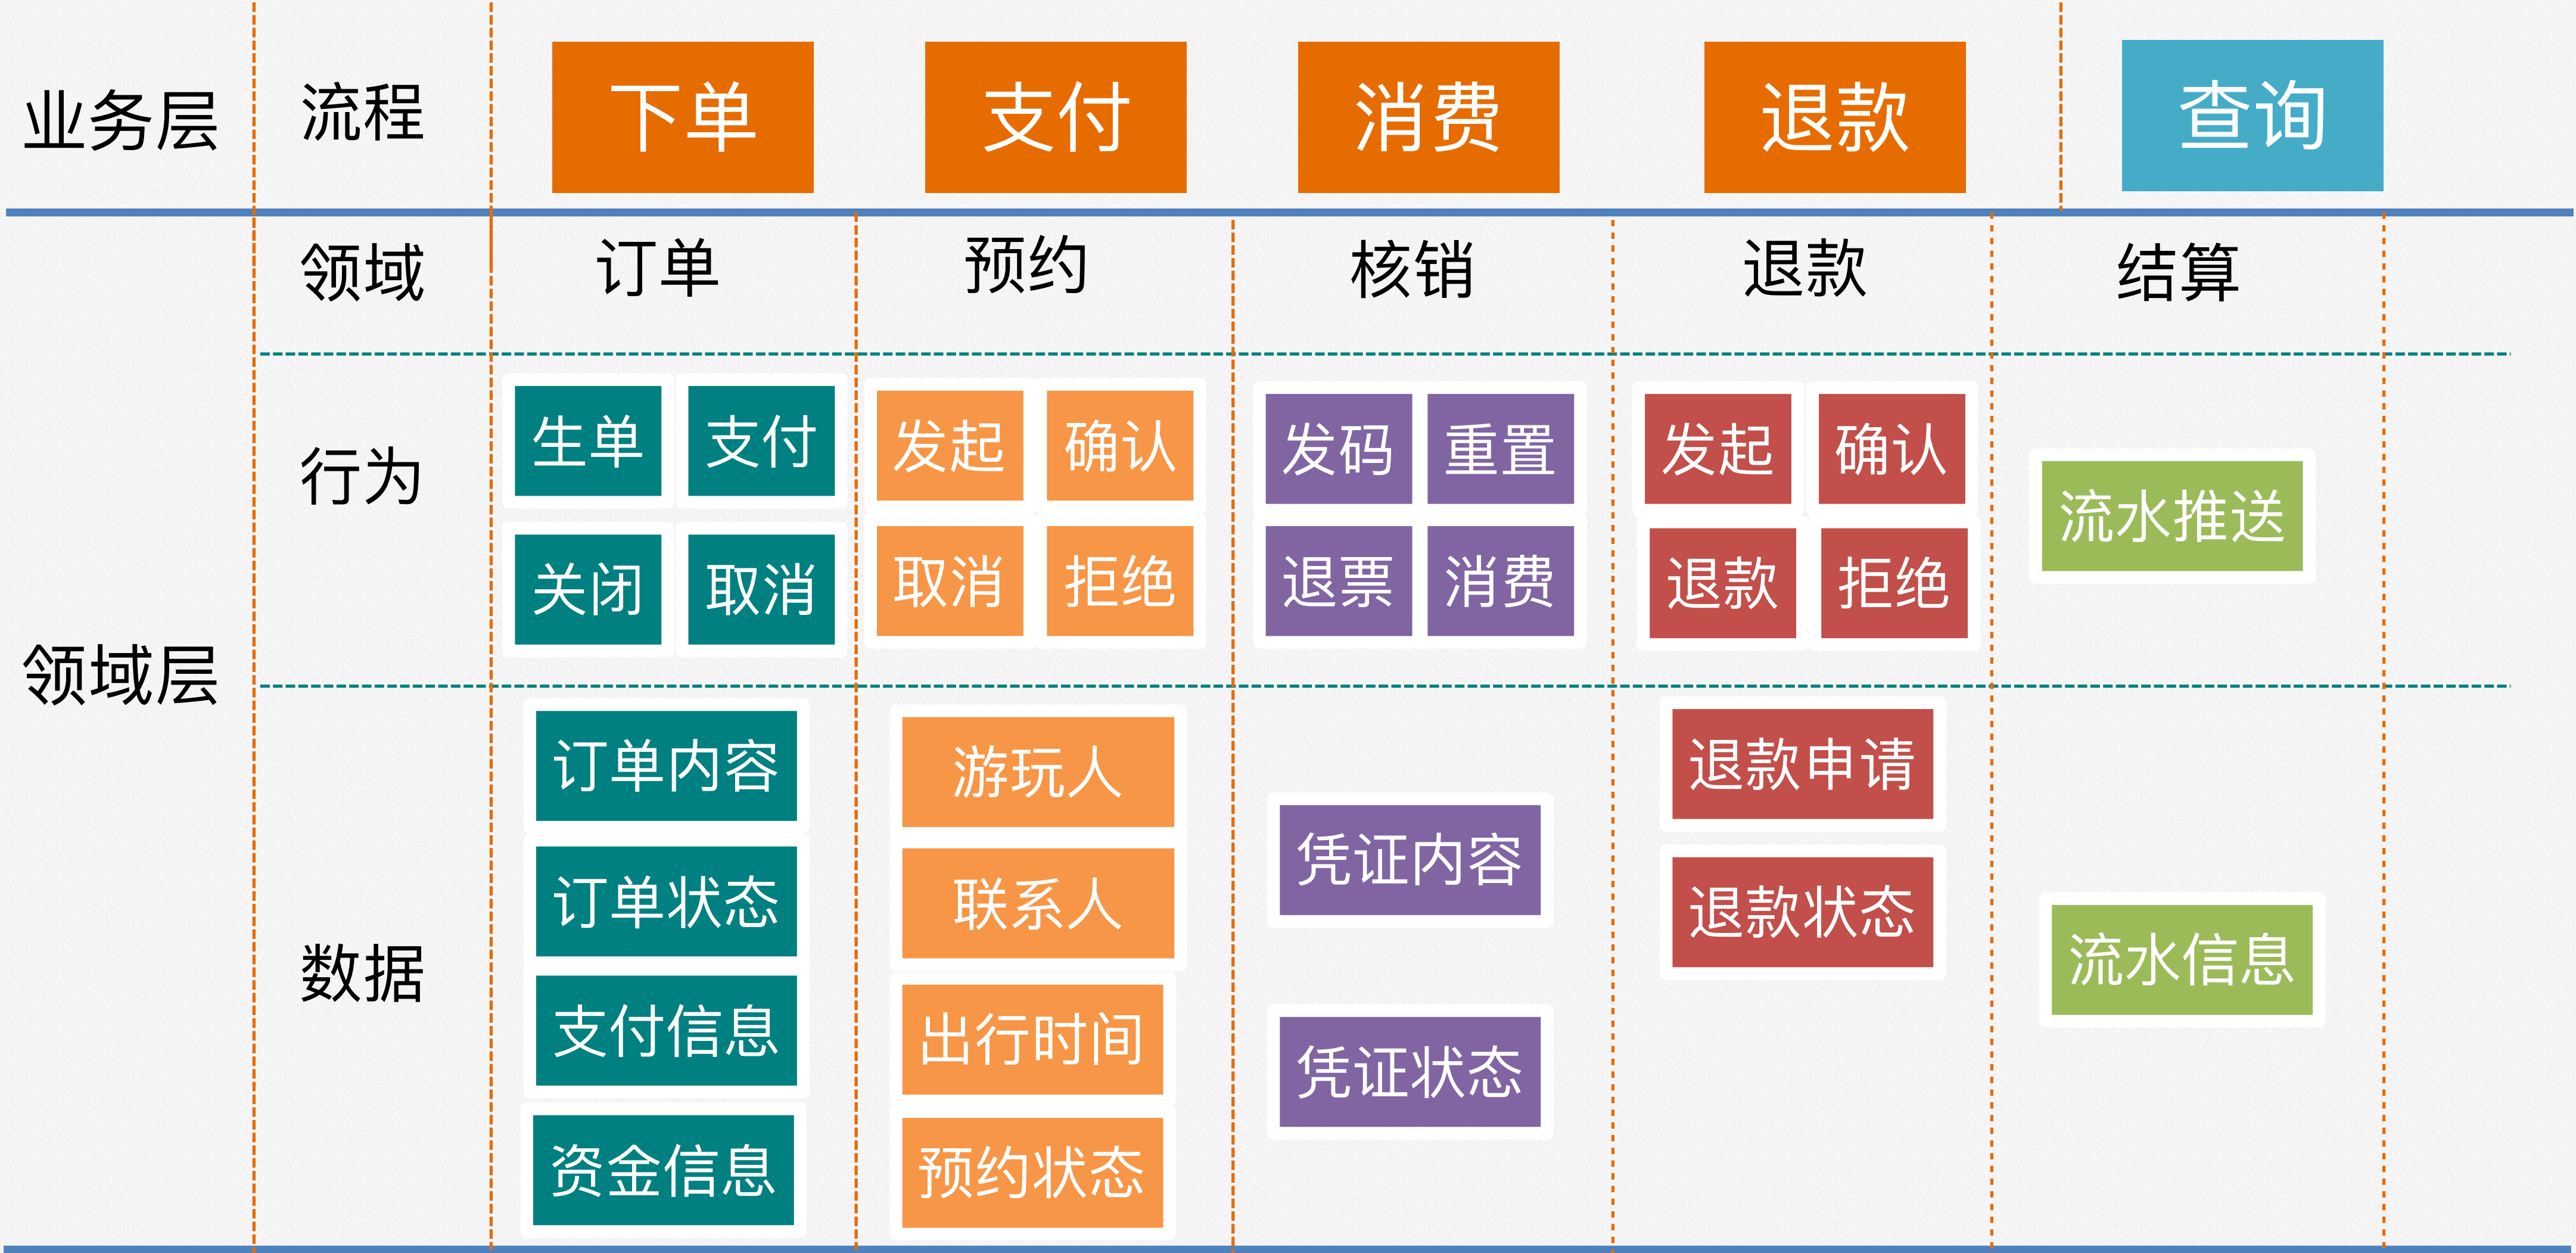 业务层
流程
下单
支付
消费
退款
查询
领域层
领域
订单
预约
核销
退款
结算
行为
生单
支付
关闭
取消
发起
确认
取消
拒绝
发码
重置
退票
消费
发起
确认
退款
拒绝
流水推送
数据
订单内容
订单状态
支付信息
资金信息
游玩人
联系人
出行时间
预约状态
凭证内容
凭证状态
退款申请
退款状态
流水信息